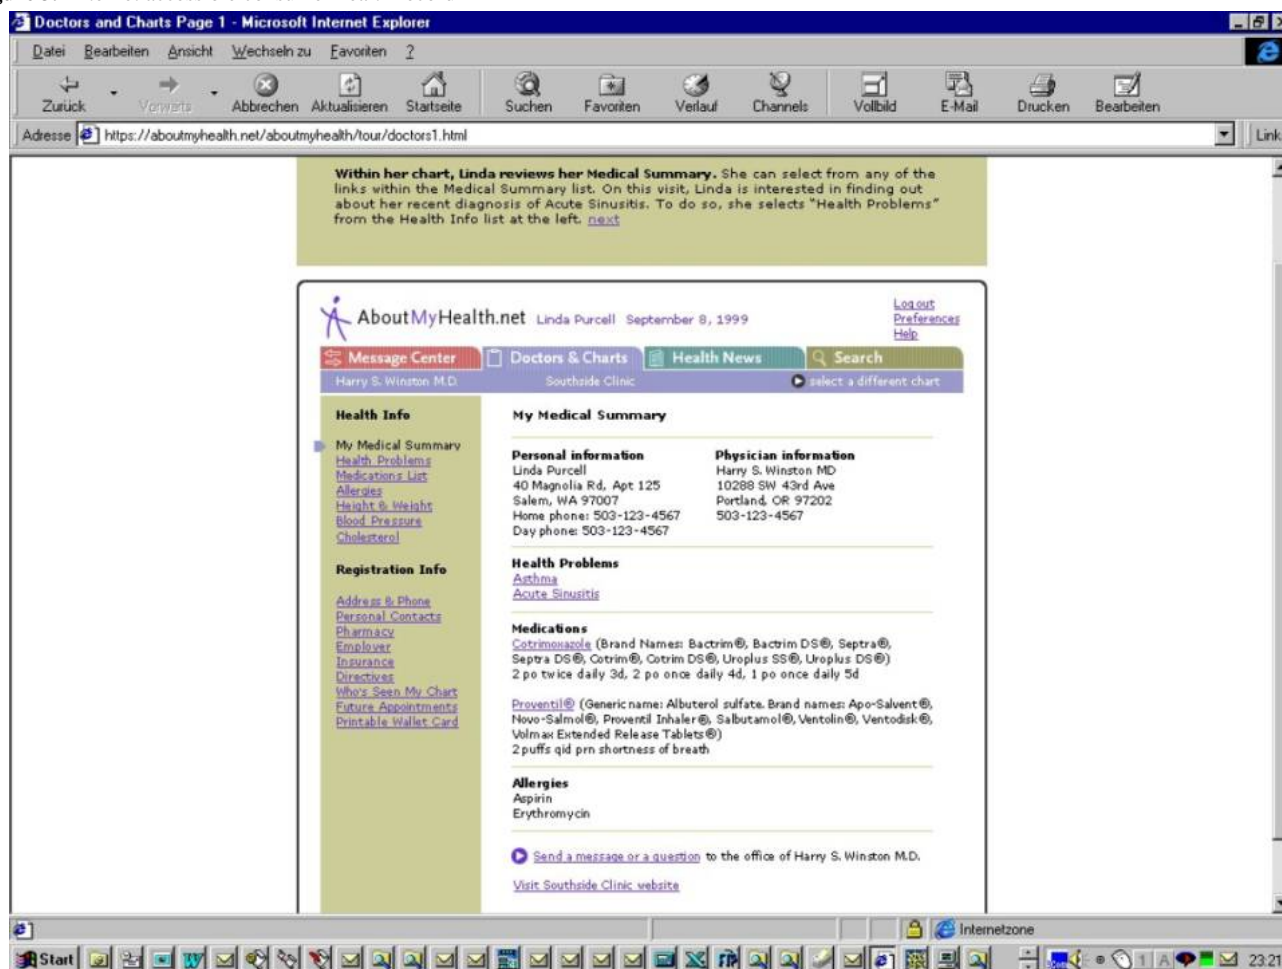 Doctors and Charts Page 1 - Microsoft Internet Explorer
Datei Bearbeiten Ansicht Wechseln zu Favoriten ?
Zurück Vorwärts Abbrechen Aktualisieren Startseite Suchen Favoriten Verlauf Channels Vollbild E-Mail Drucken Bearbeiten
Adresse https://aboutmyhealth.net/aboutmyhealth/tour/doctors1.html Link
Within her chart, Linda reviews her Medical Summary. She can select from any of the
links within the Medical Summary list. On this visit, Linda is interested in finding out
about her recent diagnosis of Acute Sinusitis. To do so, she selects "Health Problems"
from the Health Info list at the left. next
AboutMyHealth.net Linda Purcell September 8, 1999
Logout
Preferences
Help
Message Center Doctors & Charts Health News Search
Harry S. Winston M.D. Southside Clinic select a different chart
Health Info
My Medical Summary
Health Problems
Medications List
Allergies
Height & Weight
Blood Pressure
Cholesterol
Registration Info
Address & Phone
Personal Contacts
Pharmacy
Employer
Insurance
Directives
Who's Seen My Chart
Future Appointments
Printable Wallet Card
My Medical Summary
Personal information
Linda Purcell
40 Magnolia Rd, Apt 125
Salem, WA 97007
Home phone: 503-123-4567
Day phone: 503-123-4567
Physician information
Harry S. Winston MD
10288 SW 43rd Ave
Portland, OR 97202
503-123-4567
Health Problems
Asthma
Acute Sinusitis
Medications
Cotrimoxazole (Brand Names: Bactrim®, Bactrim DS®, Septra®,
Septra DS®, Cotrim®, Cotrim DS®, Uroplus SS®, Uroplus DS®)
2 po twice daily 3d, 2 po once daily 4d, 1 po once daily 5d
Proventil® (Generic name: Albuterol sulfate. Brand names: Apo-Salvent®,
Novo-Salmol®, Proventil Inhaler®, Salbutamol®, Ventolin®, Ventodisk®,
Volmax Extended Release Tablets®)
2 puffs qid prn shortness of breath
Allergies
Aspirin
Erythromycin
Send a message or a question to the office of Harry S. Winston M.D.
Visit Southside Clinic website
Internetzone
Start 23:21